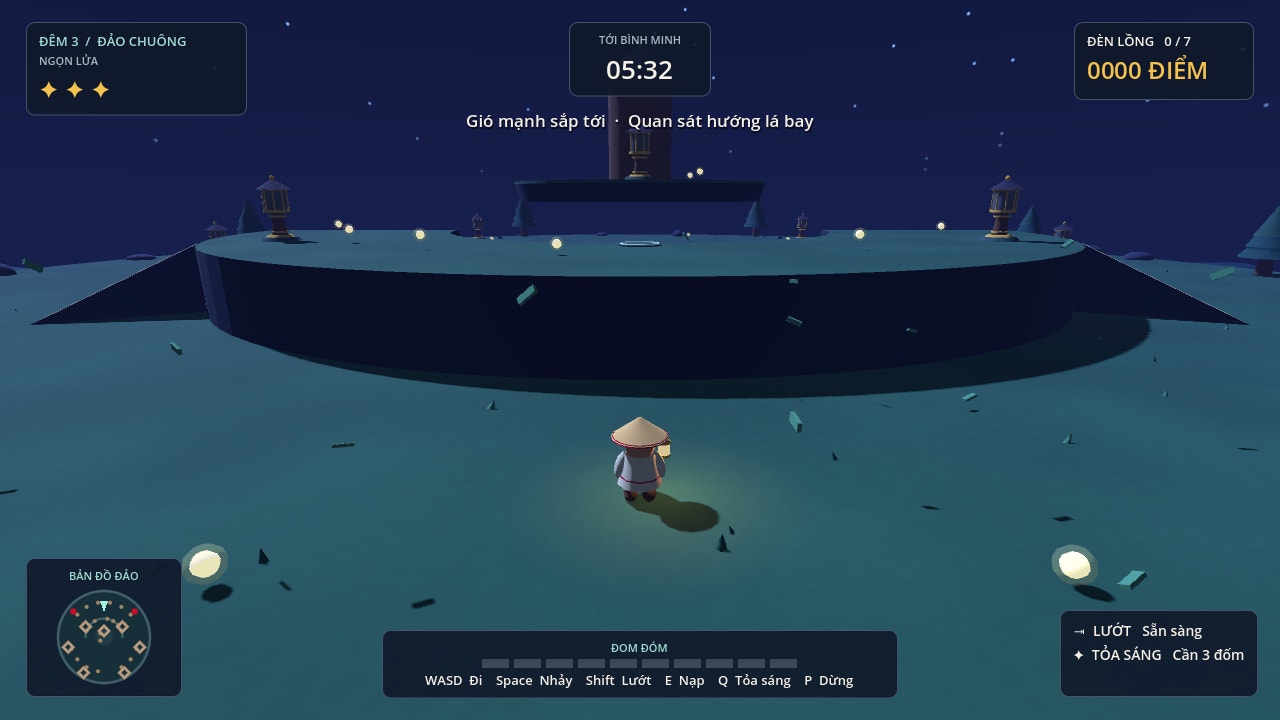 ĐÊM 3 / ĐẢO CHUÔNG
NGỌN LỬA
TỚI BÌNH MINH
05:32
ĐÈN LỒNG 0 / 7
0000 ĐIỂM
Gió mạnh sắp tới · Quan sát hướng lá bay
BẢN ĐỒ ĐẢO
ĐOM ĐÓM
WASD Đi Space Nhảy Shift Lướt E Nạp Q Tỏa sáng P Dừng
LƯỚT Sẵn sàng
TỎA SÁNG Cần 3 đốm